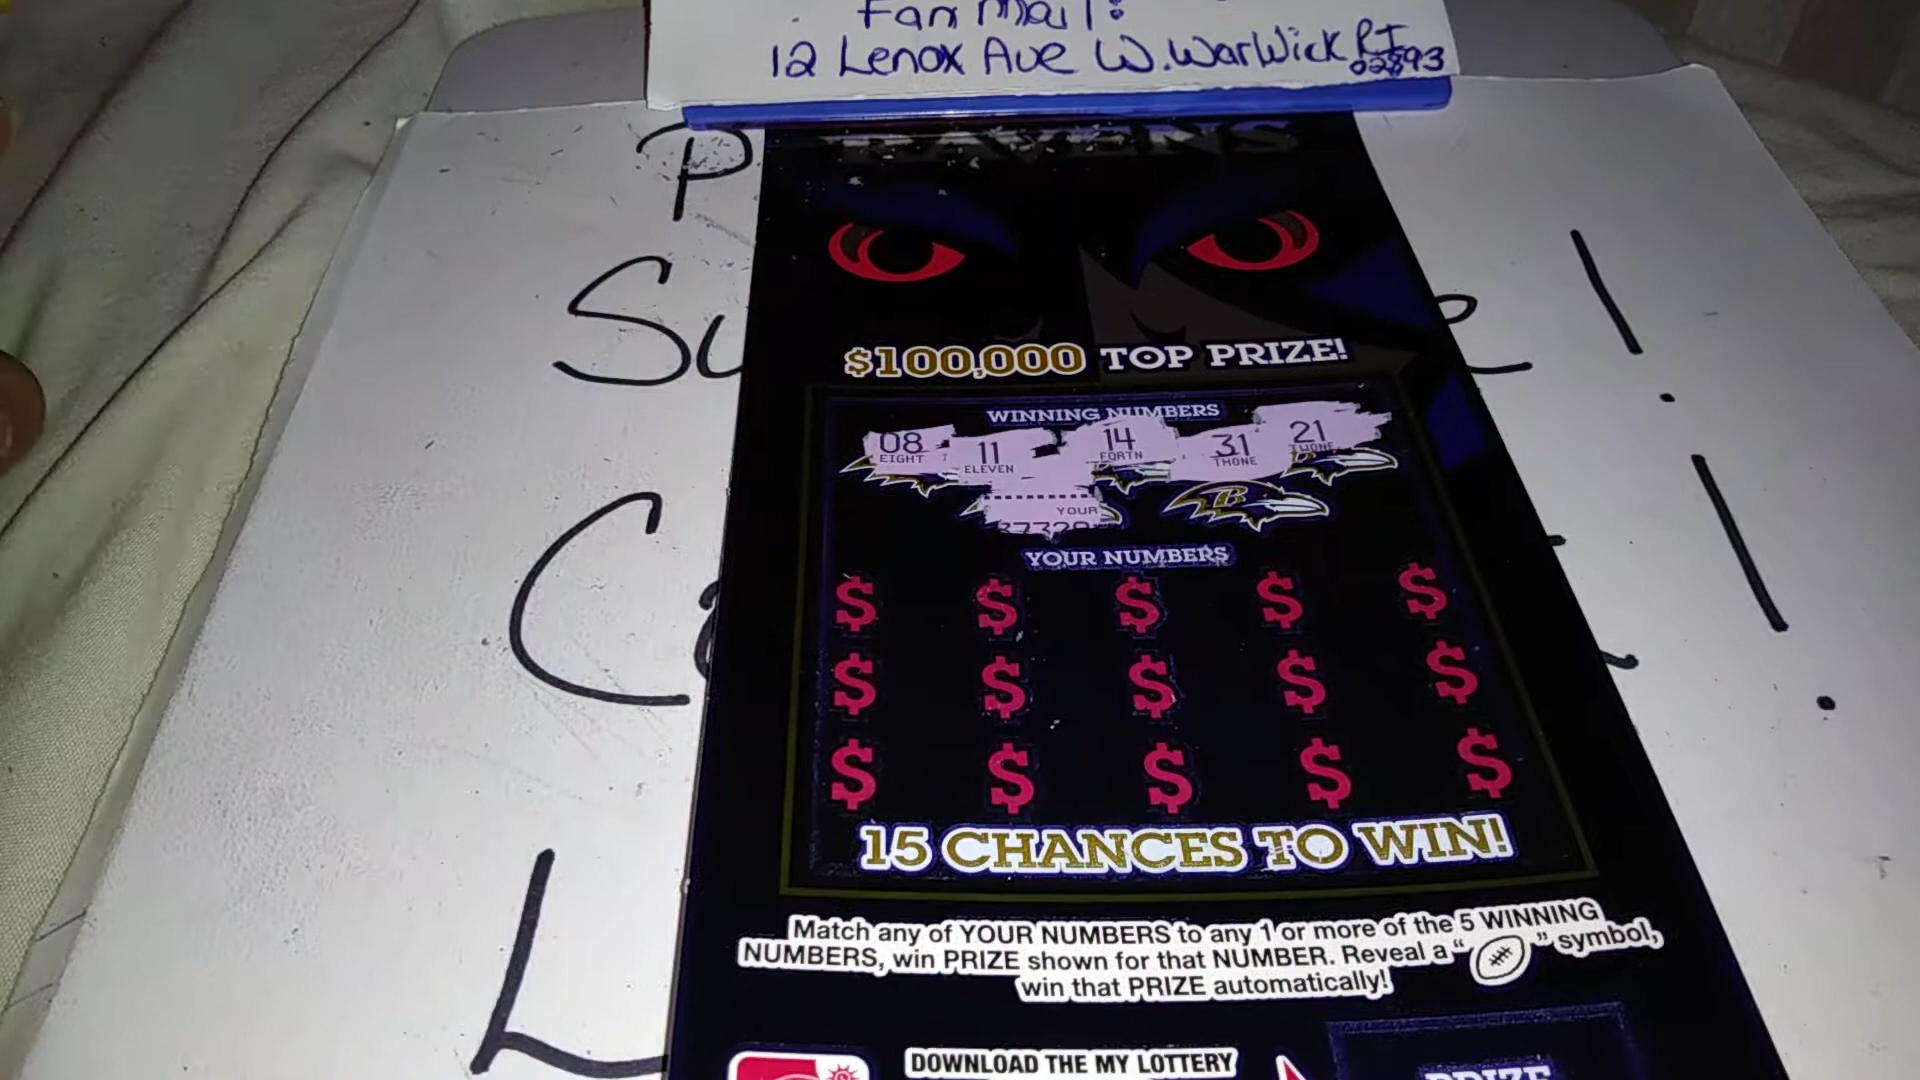 Fan Mail:
12 Lenox Ave W. Warwick RI
02893
RAVENS
$100,000 TOP PRIZE!
WINNING NUMBERS
08 11 14 31 21
EIGHT ELEVEN FORTN THONE TWONE
YOUR
YOUR NUMBERS
$ $ $ $ $
$ $ $ $ $
$ $ $ $ $
15 CHANCES TO WIN!
Match any of YOUR NUMBERS to any 1 or more of the 5 WINNING
NUMBERS, win PRIZE shown for that NUMBER. Reveal a " " symbol,
win that PRIZE automatically!
DOWNLOAD THE MY LOTTERY
PRIZE